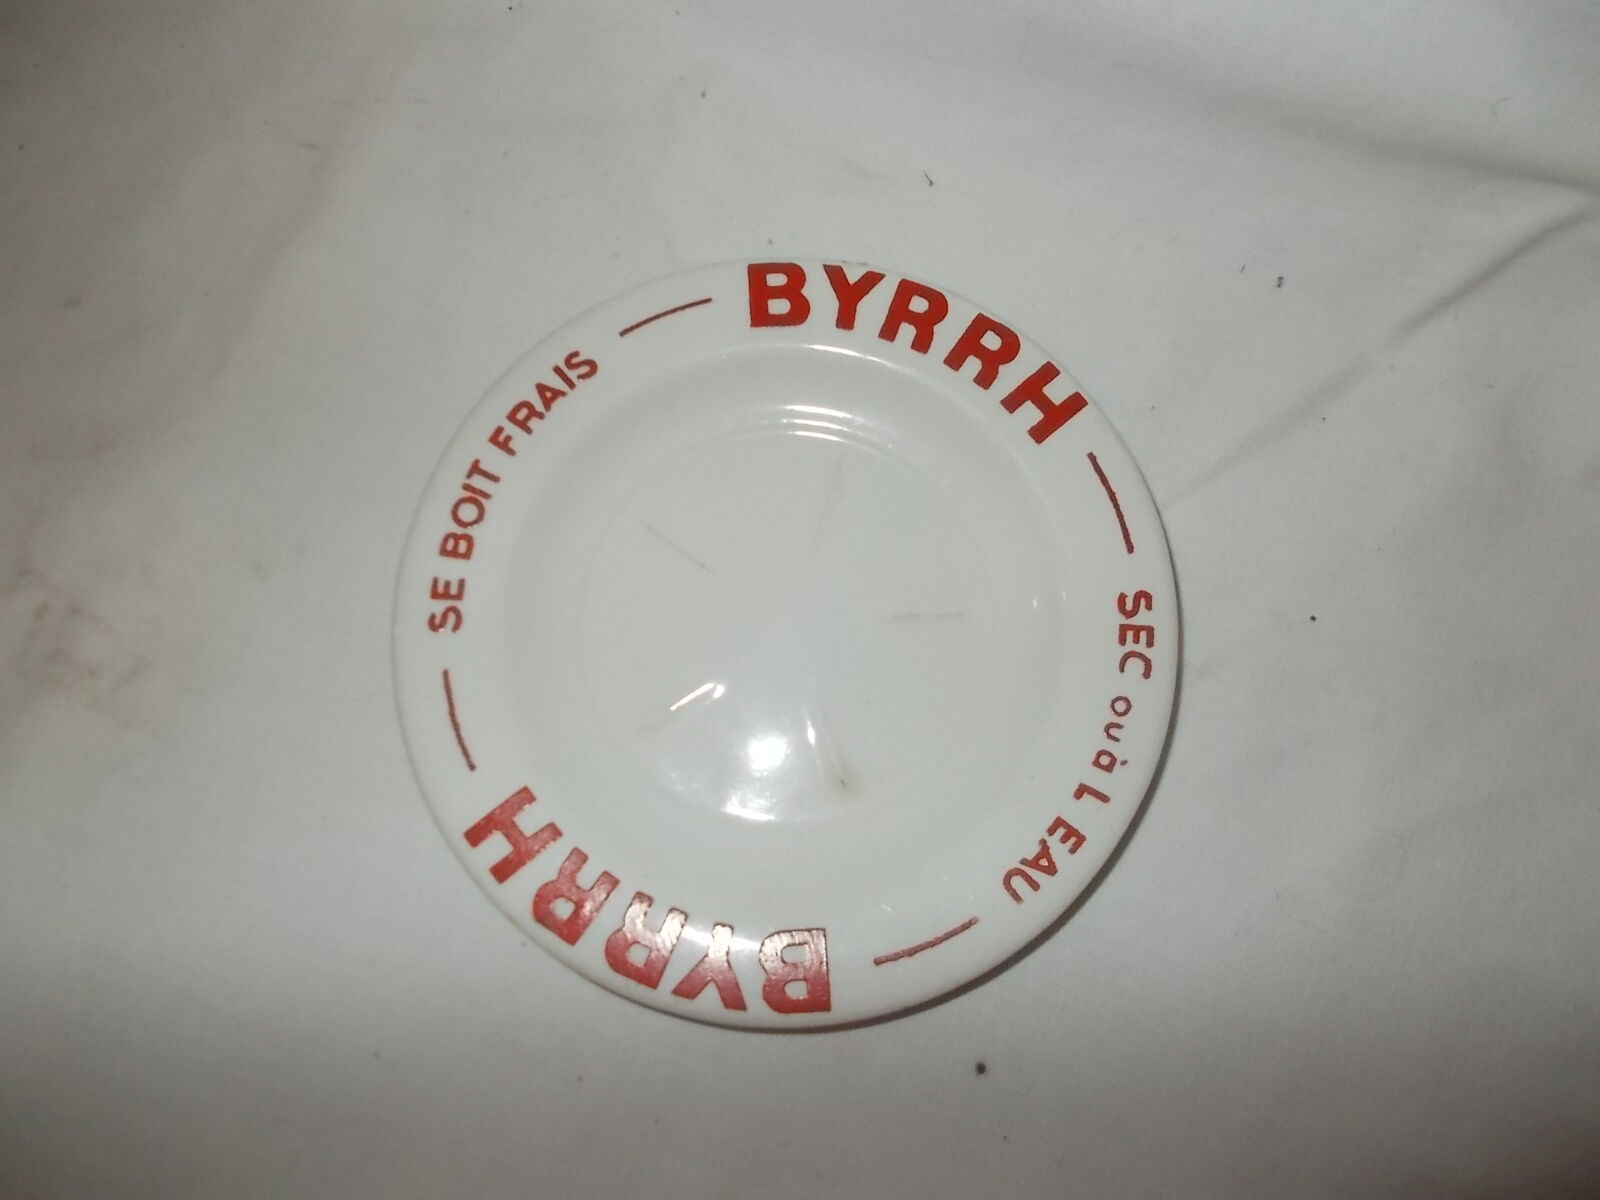 BYRRH
SEC ou à L EAU
BYRRH
SE BOIT FRAIS